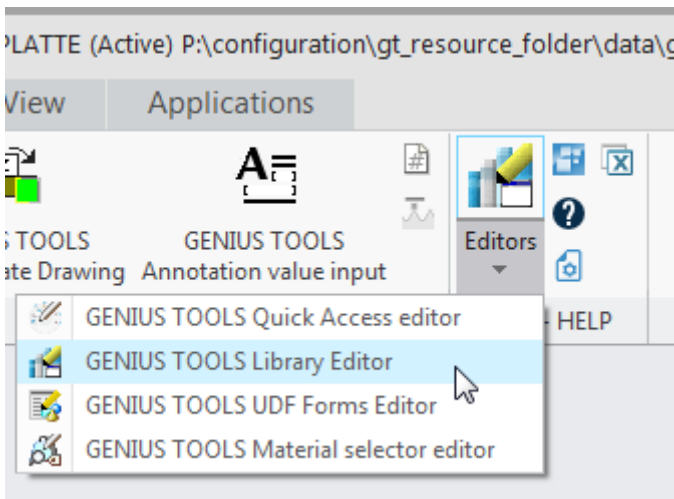 PLATTE (Active) P:\configuration\gt_resource_folder\data\g
View Applications
A
#
X
?
S TOOLS
ate Drawing
GENIUS TOOLS
Annotation value input
Editors
HELP
GENIUS TOOLS Quick Access editor
GENIUS TOOLS Library Editor
GENIUS TOOLS UDF Forms Editor
GENIUS TOOLS Material selector editor